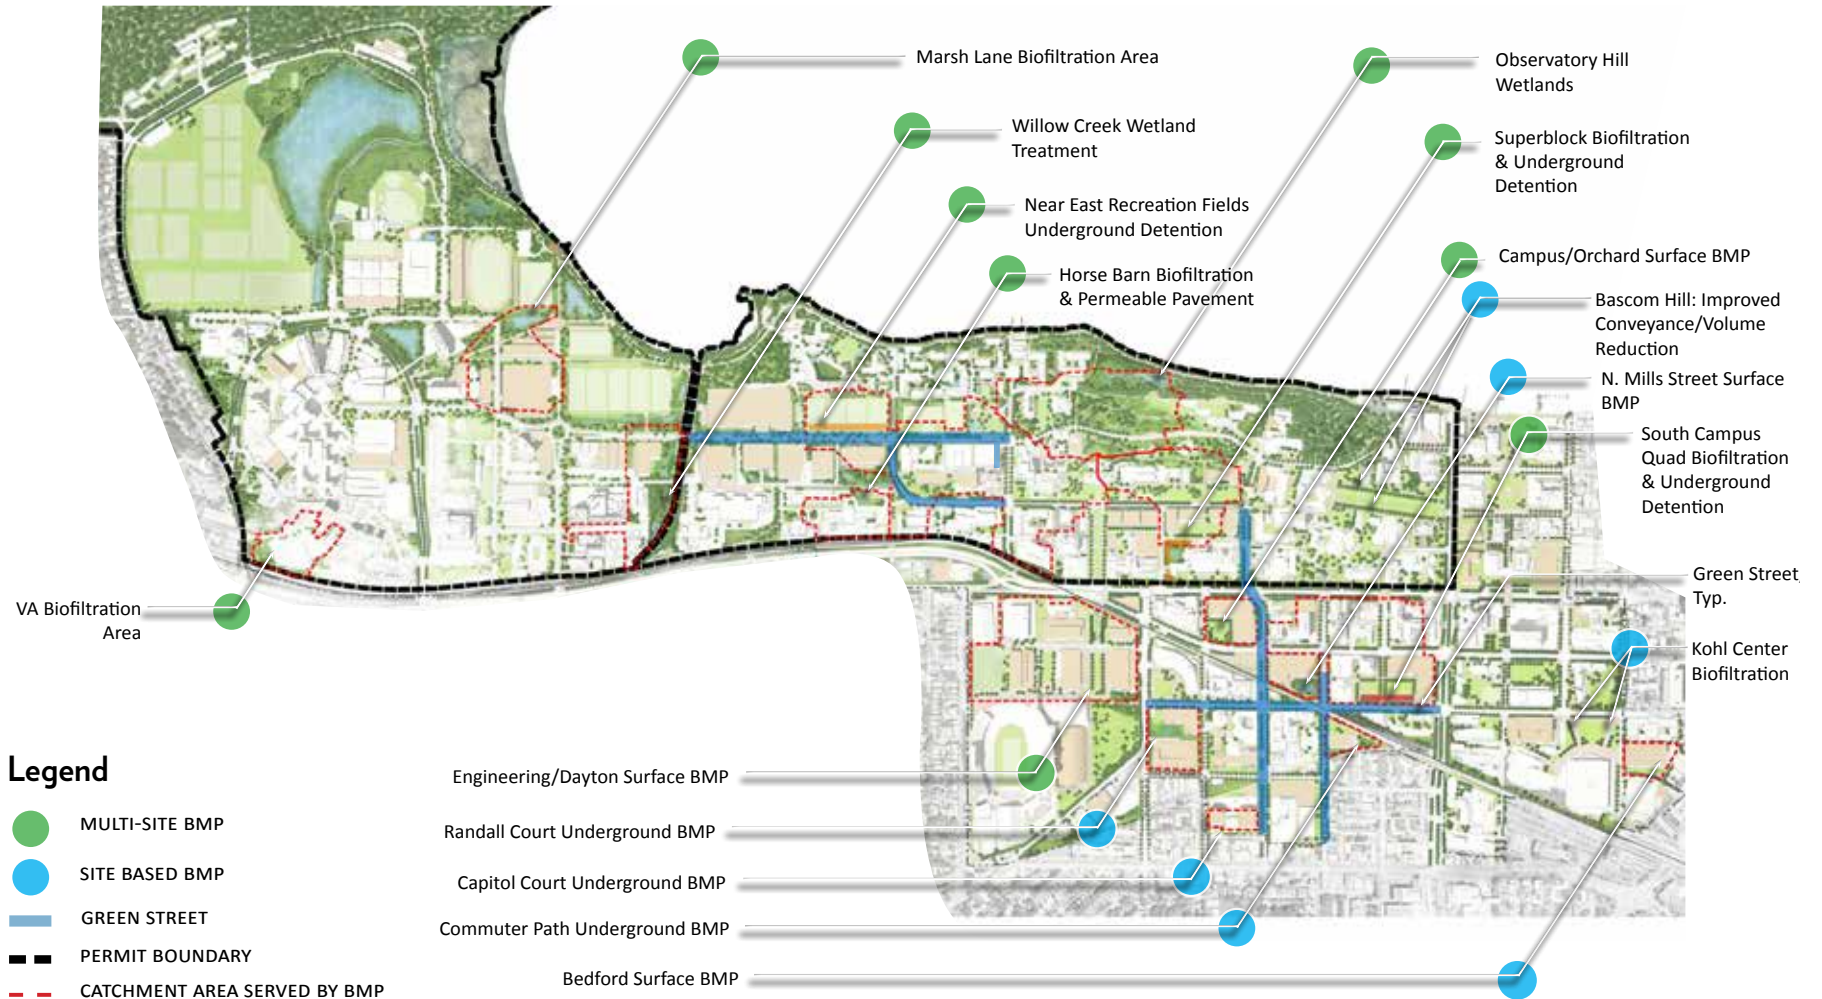 Marsh Lane Biofiltration Area
Observatory Hill
Wetlands
Willow Creek Wetland
Treatment
Superblock Biofiltration
& Underground
Detention
Near East Recreation Fields
Underground Detention
Horse Barn Biofiltration
& Permeable Pavement
Campus/Orchard Surface BMP
Bascom Hill: Improved
Conveyance/Volume
Reduction
N. Mills Street Surface
BMP
South Campus
Quad Biofiltration
& Underground
Detention
Green Street,
Typ.
VA Biofiltration
Area
Kohl Center
Biofiltration
Engineering/Dayton Surface BMP
Randall Court Underground BMP
Capitol Court Underground BMP
Commuter Path Underground BMP
Bedford Surface BMP
Legend
MULTI-SITE BMP
SITE BASED BMP
GREEN STREET
PERMIT BOUNDARY
CATCHMENT AREA SERVED BY BMP